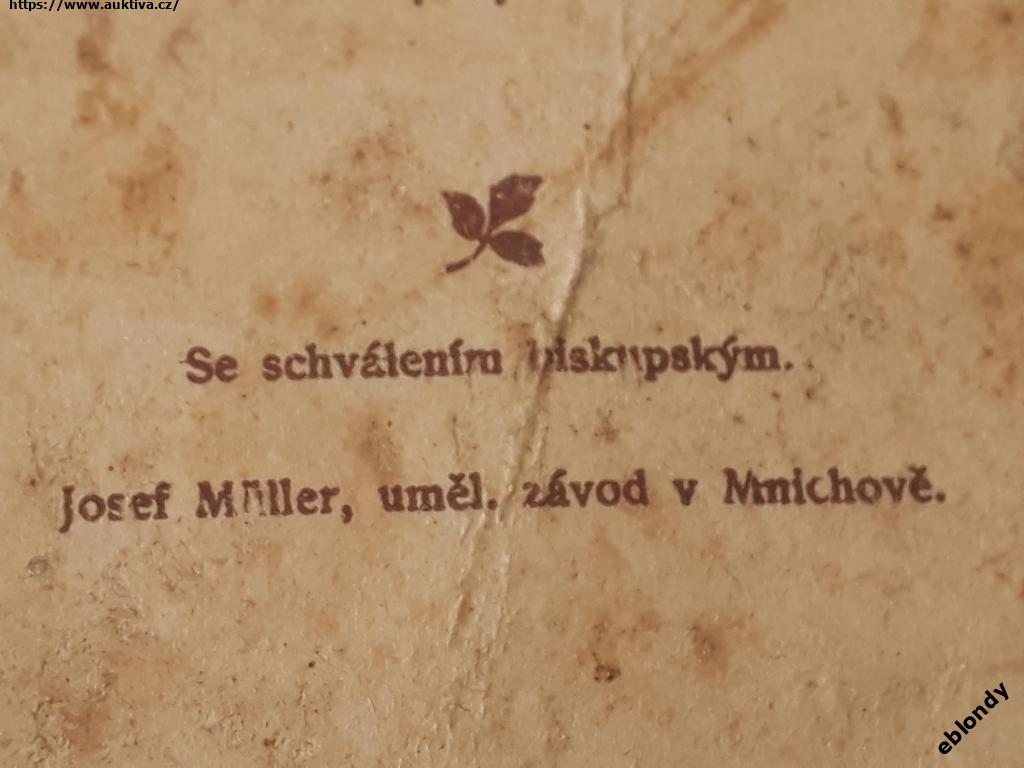 https://www.auktiva.cz/
Se schválením biskupským.
Josef Müller, uměl. závod v Mnichově.
eblondy